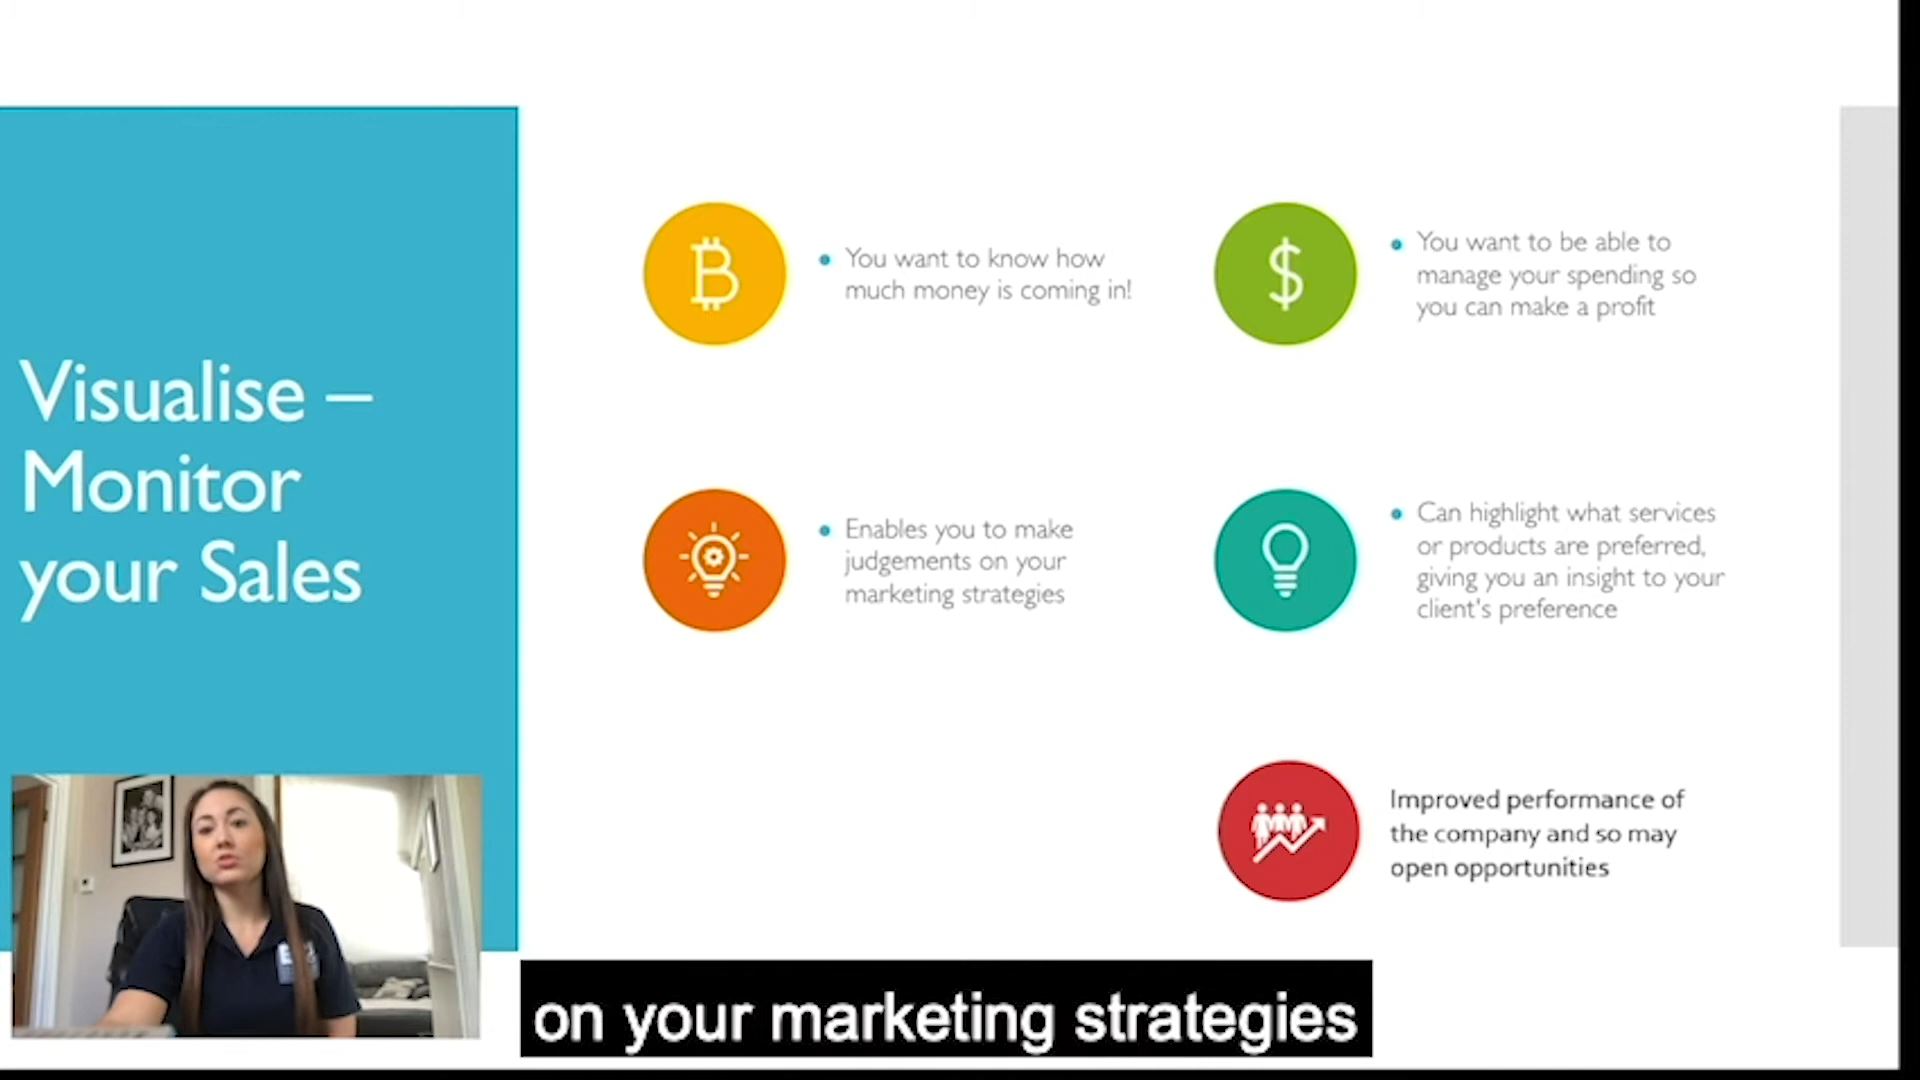 Visualise –
Monitor
your Sales
You want to know how
much money is coming in!
You want to be able to
manage your spending so
you can make a profit
Enables you to make
judgements on your
marketing strategies
Can highlight what services
or products are preferred,
giving you an insight to your
client's preference
Improved performance of
the company and so may
open opportunities
on your marketing strategies